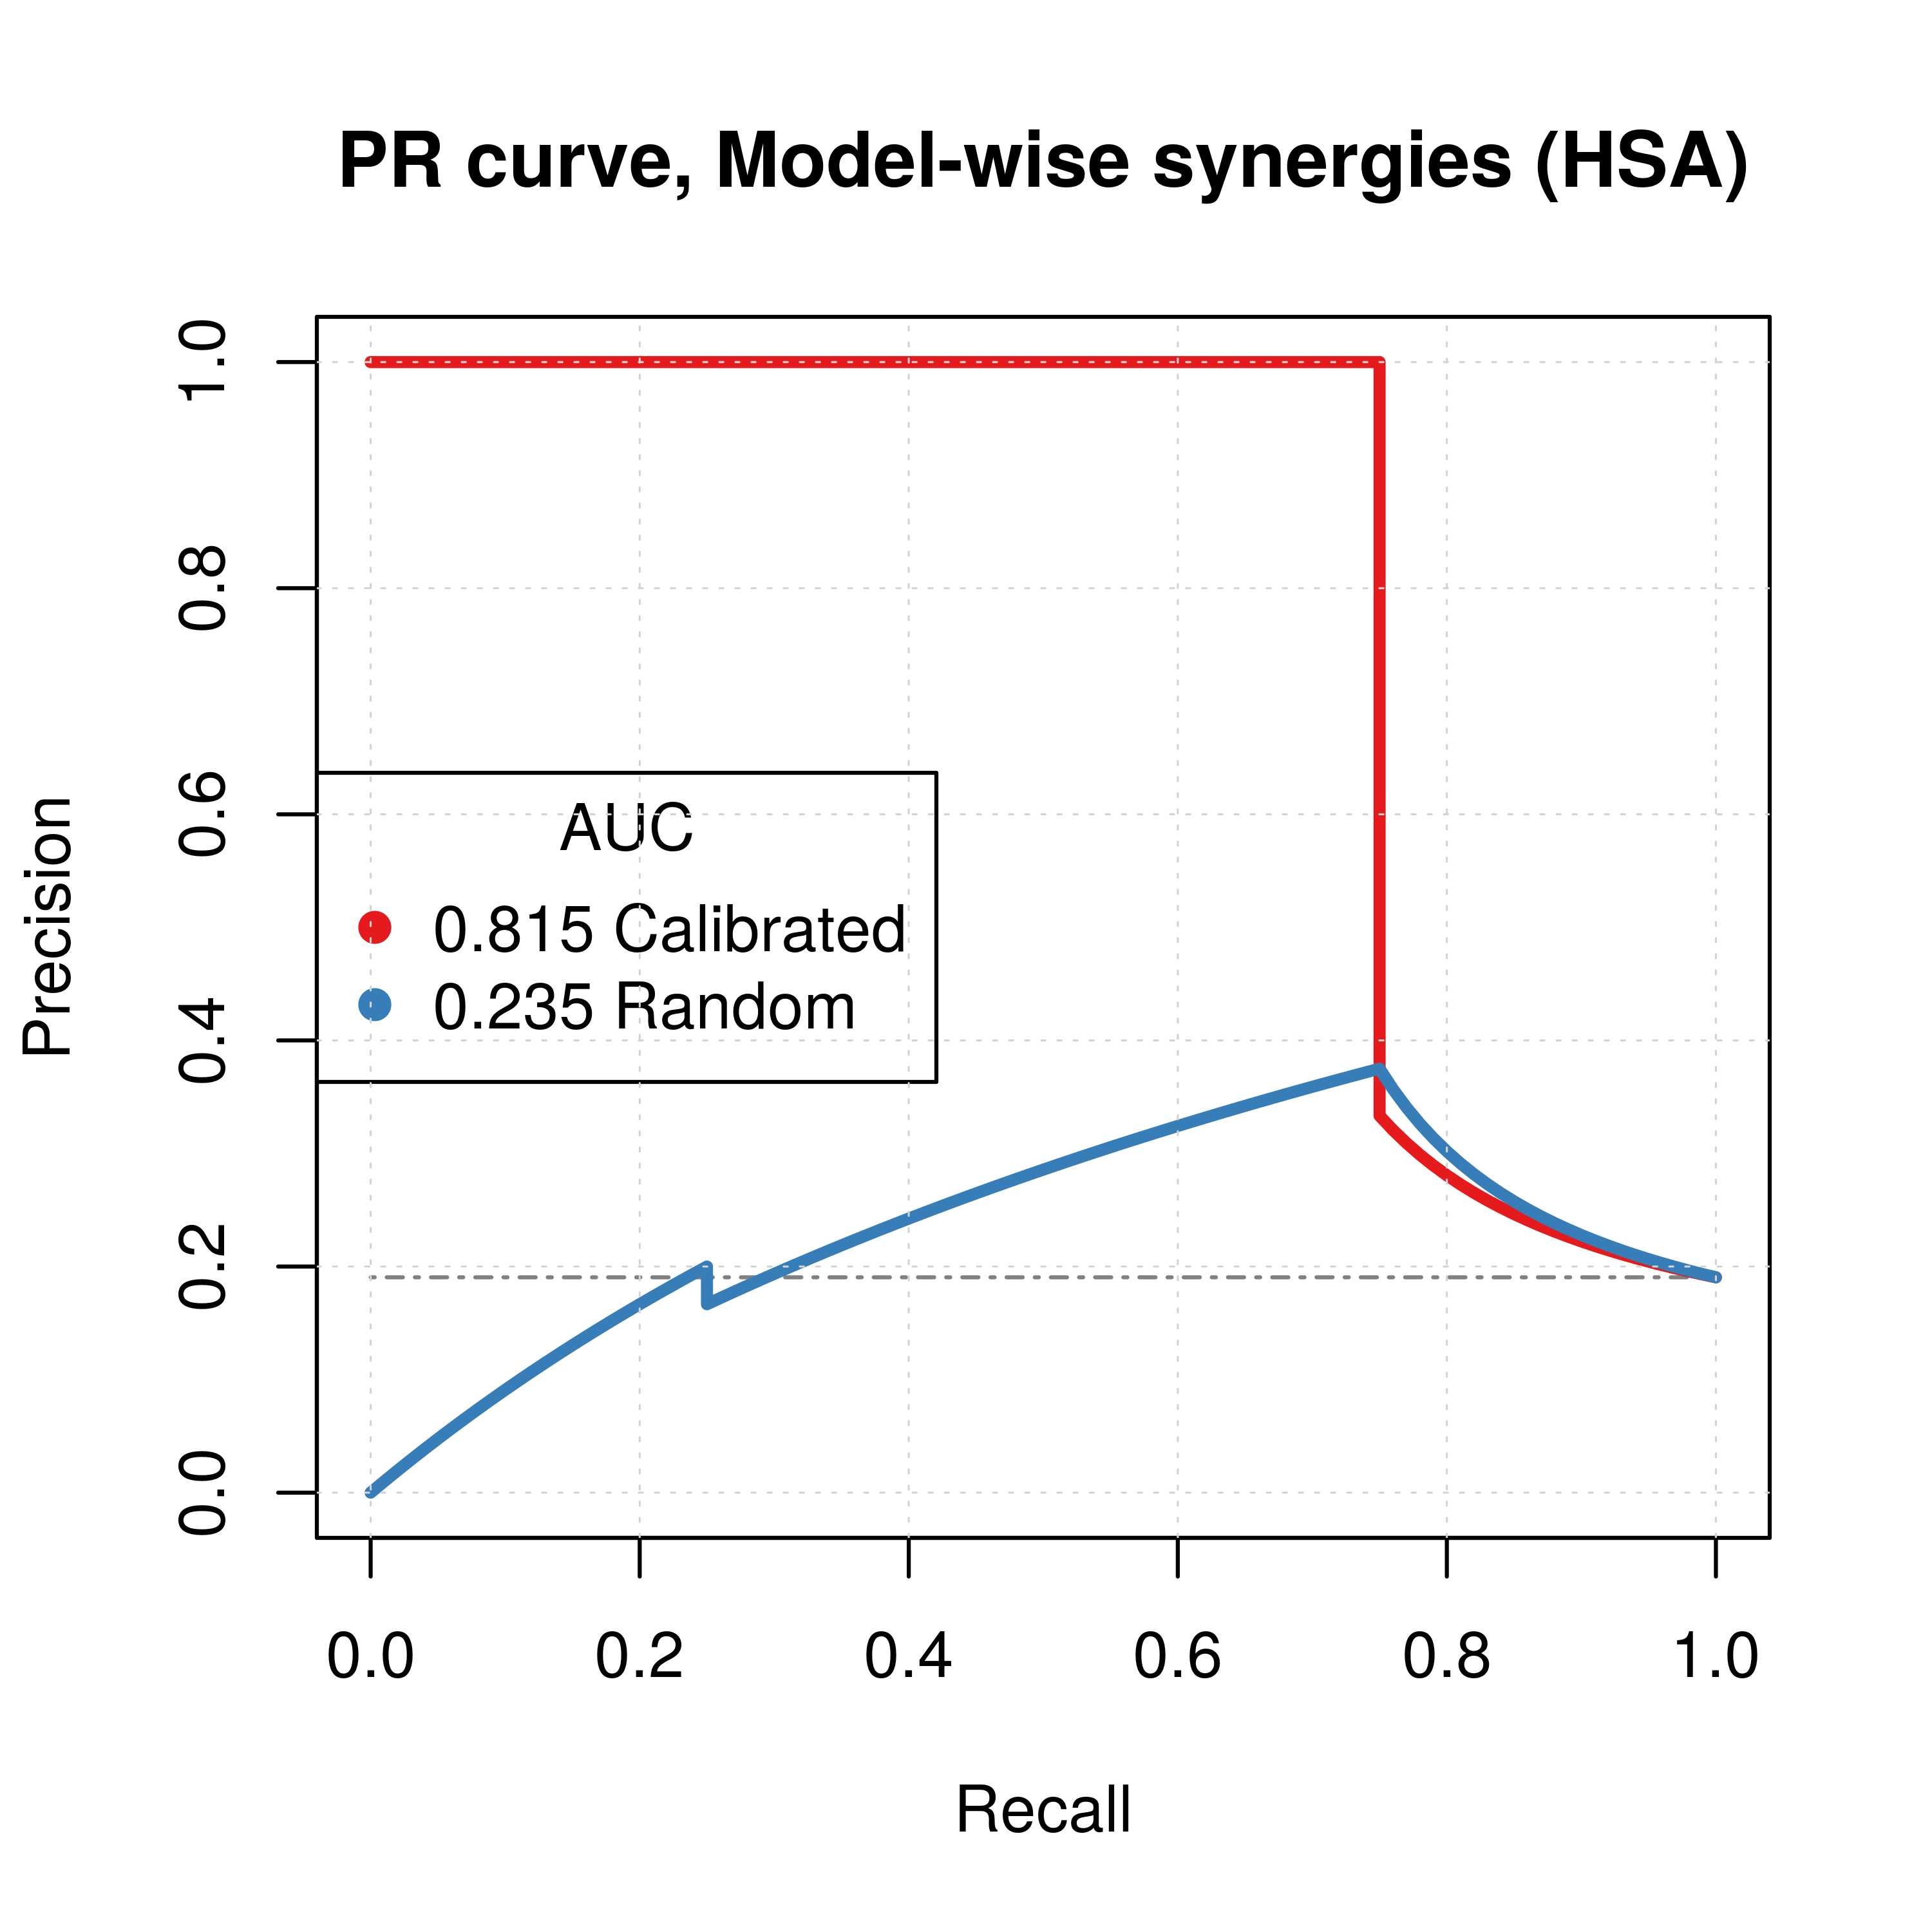 PR curve, Model-wise synergies (HSA)
Precision
1.0
0.8
0.6
0.4
0.2
0.0
AUC
0.815 Calibrated
0.235 Random
0.0 0.2 0.4 0.6 0.8 1.0
Recall